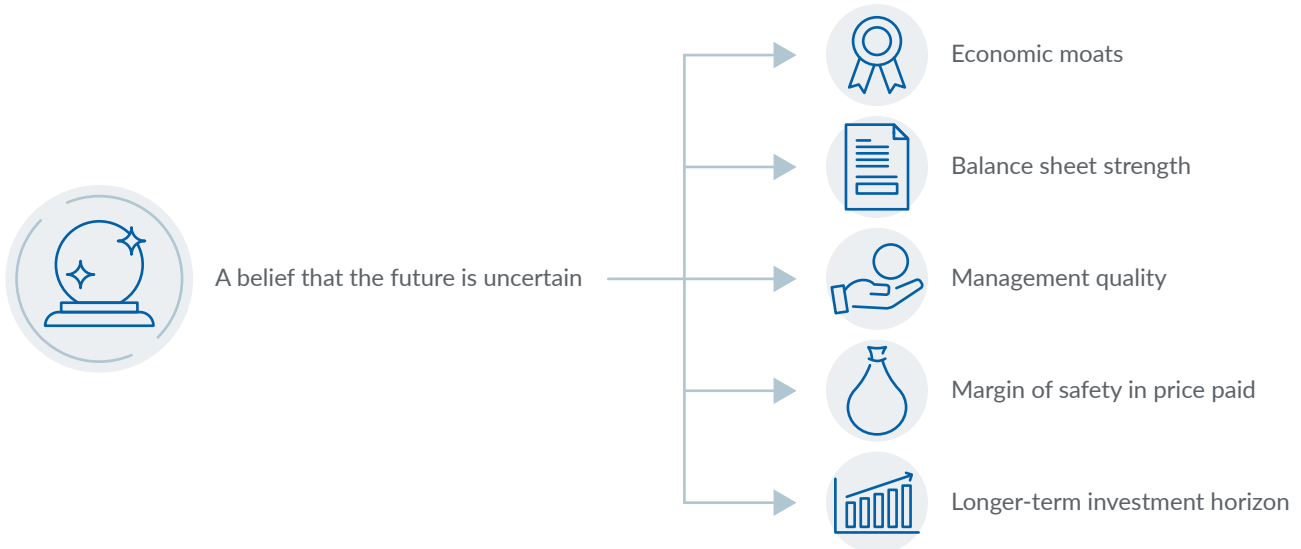 Economic moats
Balance sheet strength
A belief that the future is uncertain
Management quality
Margin of safety in price paid
Longer-term investment horizon